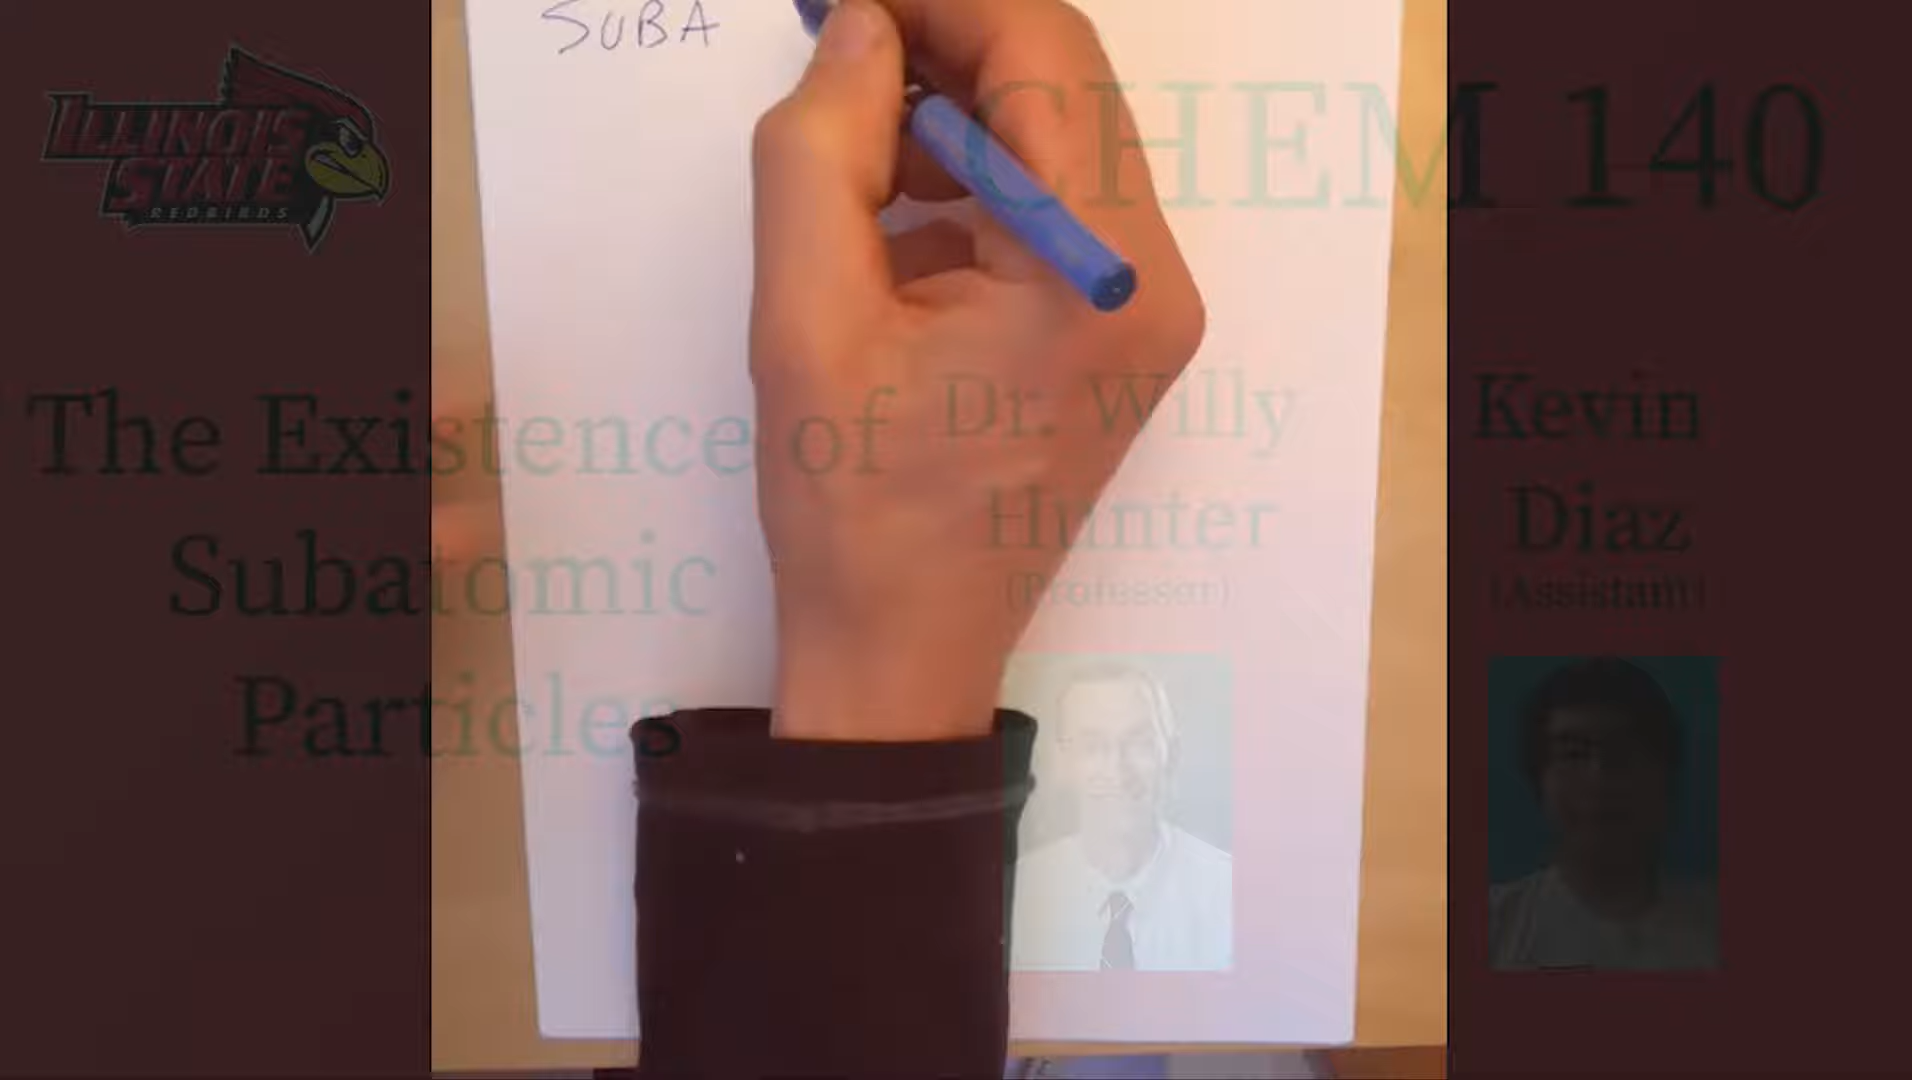 SUBA
ILLINOIS
STATE
REDBIRDS
CHEM 140
The Existence of
Subatomic
Particles
Dr. Willy
Hunter
(Professor)
Kevin
Diaz
(Assistant)